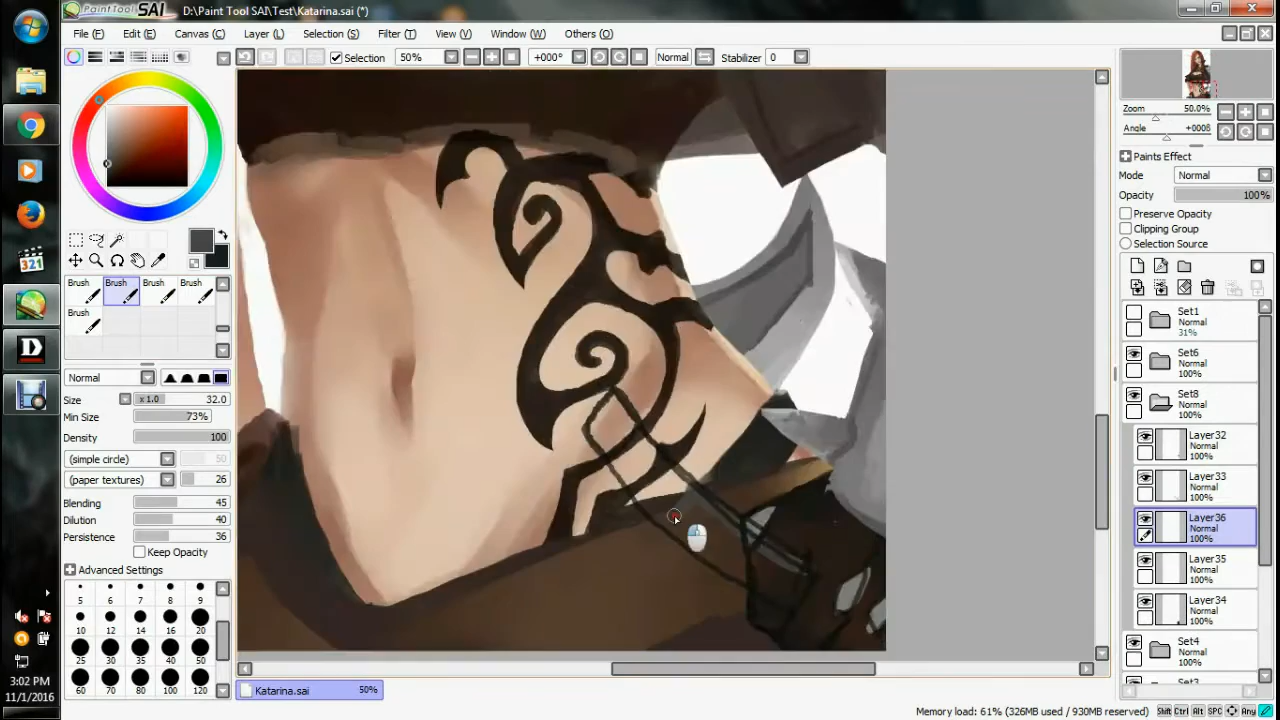 PaintTool SAI D:\Paint Tool SAI\Test\Katarina.sai (*)
File (F) Edit (E) Canvas (C) Layer (L) Selection (S) Filter (T) View (V) Window (W) Others (O)
Selection 50% +000° Normal Stabilizer 0
Zoom 50.0%
Angle +000δ
Paints Effect
Mode Normal
Opacity 100%
Preserve Opacity
Clipping Group
Selection Source
Brush Brush Brush Brush
Brush
Normal
Size x 1.0 32.0
Min Size 73%
Density 100
(simple circle) 50
(paper textures) 26
Blending 45
Dilution 40
Persistence 36
Keep Opacity
Advanced Settings
5 6 7 8 9
10 12 14 16 20
25 30 35 40 50
60 70 80 100 120
Set1
Normal
31%
Set6
Normal
100%
Set8
Normal
100%
Layer32
Normal
100%
Layer33
Normal
100%
Layer36
Normal
100%
Layer35
Normal
100%
Layer34
Normal
100%
Set4
Normal
100%
Set3
321
D
3:02 PM
11/1/2016
Katarina.sai 50%
Memory load: 61% (326MB used / 930MB reserved) Shift Ctrl Alt SPC Any